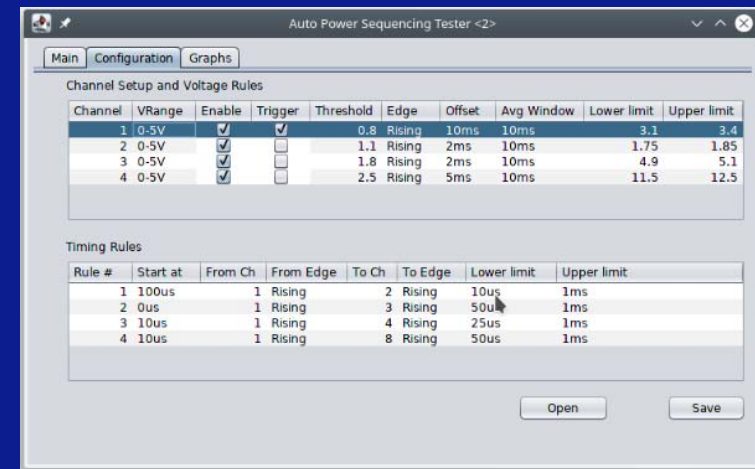 Auto Power Sequencing Tester <2>
Main Configuration Graphs
Channel Setup and Voltage Rules
Channel VRange Enable Trigger Threshold Edge Offset Avg Window Lower limit Upper limit
1 0-5V 0.8 Rising 10ms 10ms 3.1 3.4
2 0-5V 1.1 Rising 2ms 10ms 1.75 1.85
3 0-5V 1.8 Rising 2ms 10ms 4.9 5.1
4 0-5V 2.5 Rising 5ms 10ms 11.5 12.5
Timing Rules
Rule # Start at From Ch From Edge To Ch To Edge Lower limit Upper limit
1 100us 1 Rising 2 Rising 10us 1ms
2 0us 1 Rising 3 Rising 50us 1ms
3 10us 1 Rising 4 Rising 25us 1ms
4 10us 1 Rising 8 Rising 50us 1ms
Open Save